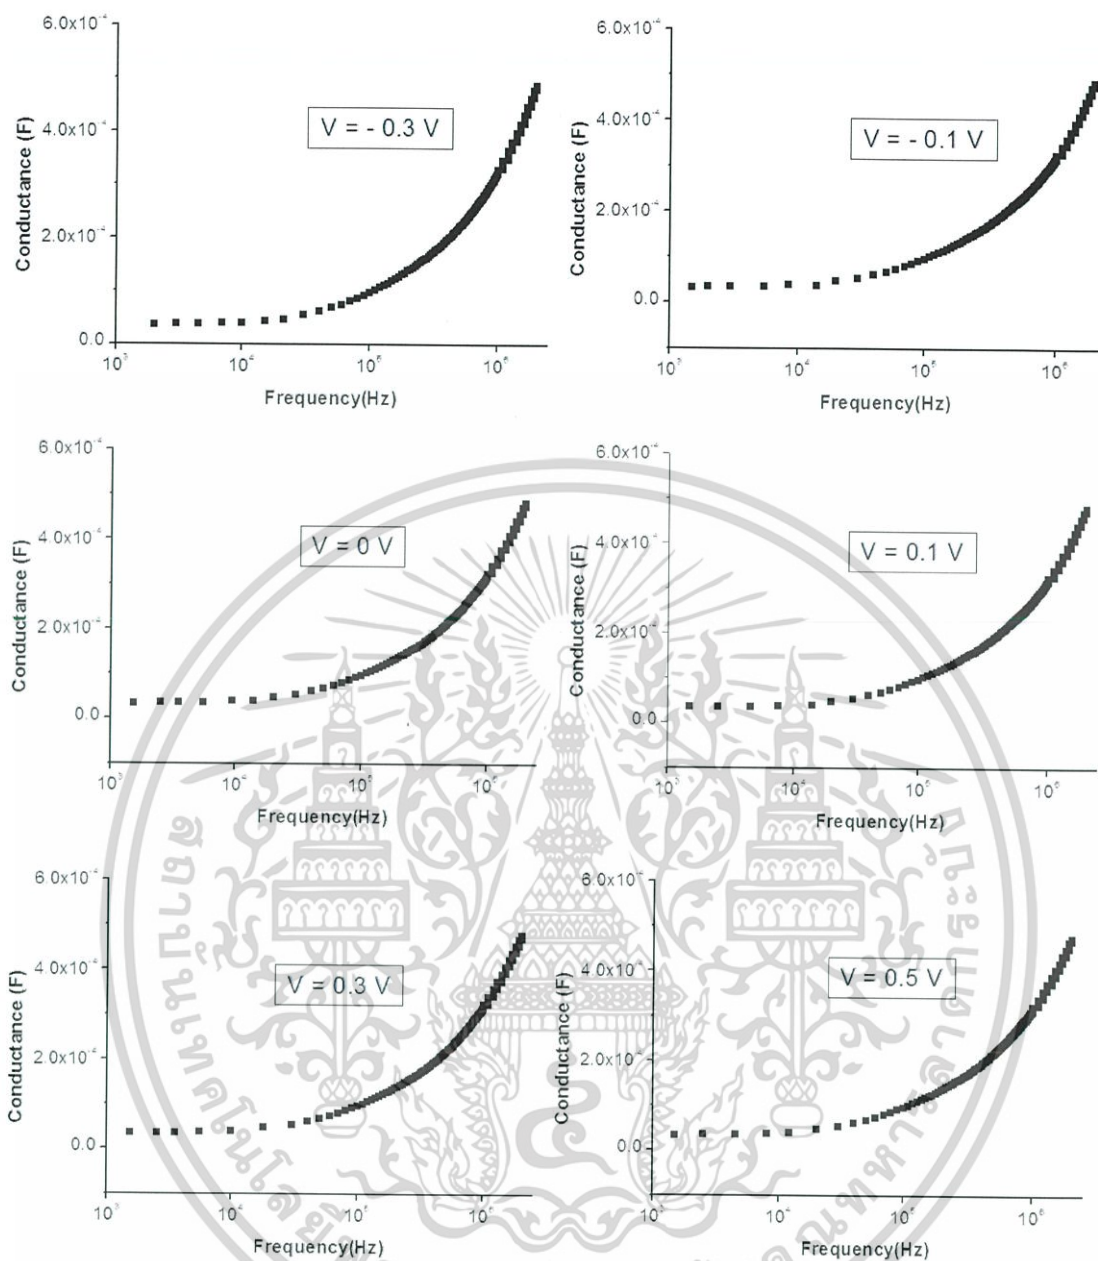 6.0x10⁻⁴
4.0x10⁻⁴
2.0x10⁻⁴
0.0
Conductance (F)
V = - 0.3 V
10³ 10⁴ 10⁵ 10⁶
Frequency(Hz)
6.0x10⁻⁴
4.0x10⁻⁴
2.0x10⁻⁴
0.0
Conductance (F)
V = - 0.1 V
10³ 10⁴ 10⁵ 10⁶
Frequency(Hz)
6.0x10⁻⁴
4.0x10⁻⁴
2.0x10⁻⁴
0.0
Conductance (F)
V = 0 V
10³ 10⁴ 10⁵ 10⁶
Frequency(Hz)
6.0x10⁻⁴
4.0x10⁻⁴
2.0x10⁻⁴
0.0
Conductance (F)
V = 0.1 V
10³ 10⁴ 10⁵ 10⁶
Frequency(Hz)
6.0x10⁻⁴
4.0x10⁻⁴
2.0x10⁻⁴
0.0
Conductance (F)
V = 0.3 V
10³ 10⁴ 10⁵ 10⁶
Frequency(Hz)
6.0x10⁻⁴
4.0x10⁻⁴
2.0x10⁻⁴
0.0
Conductance (F)
V = 0.5 V
10³ 10⁴ 10⁵ 10⁶
Frequency(Hz)